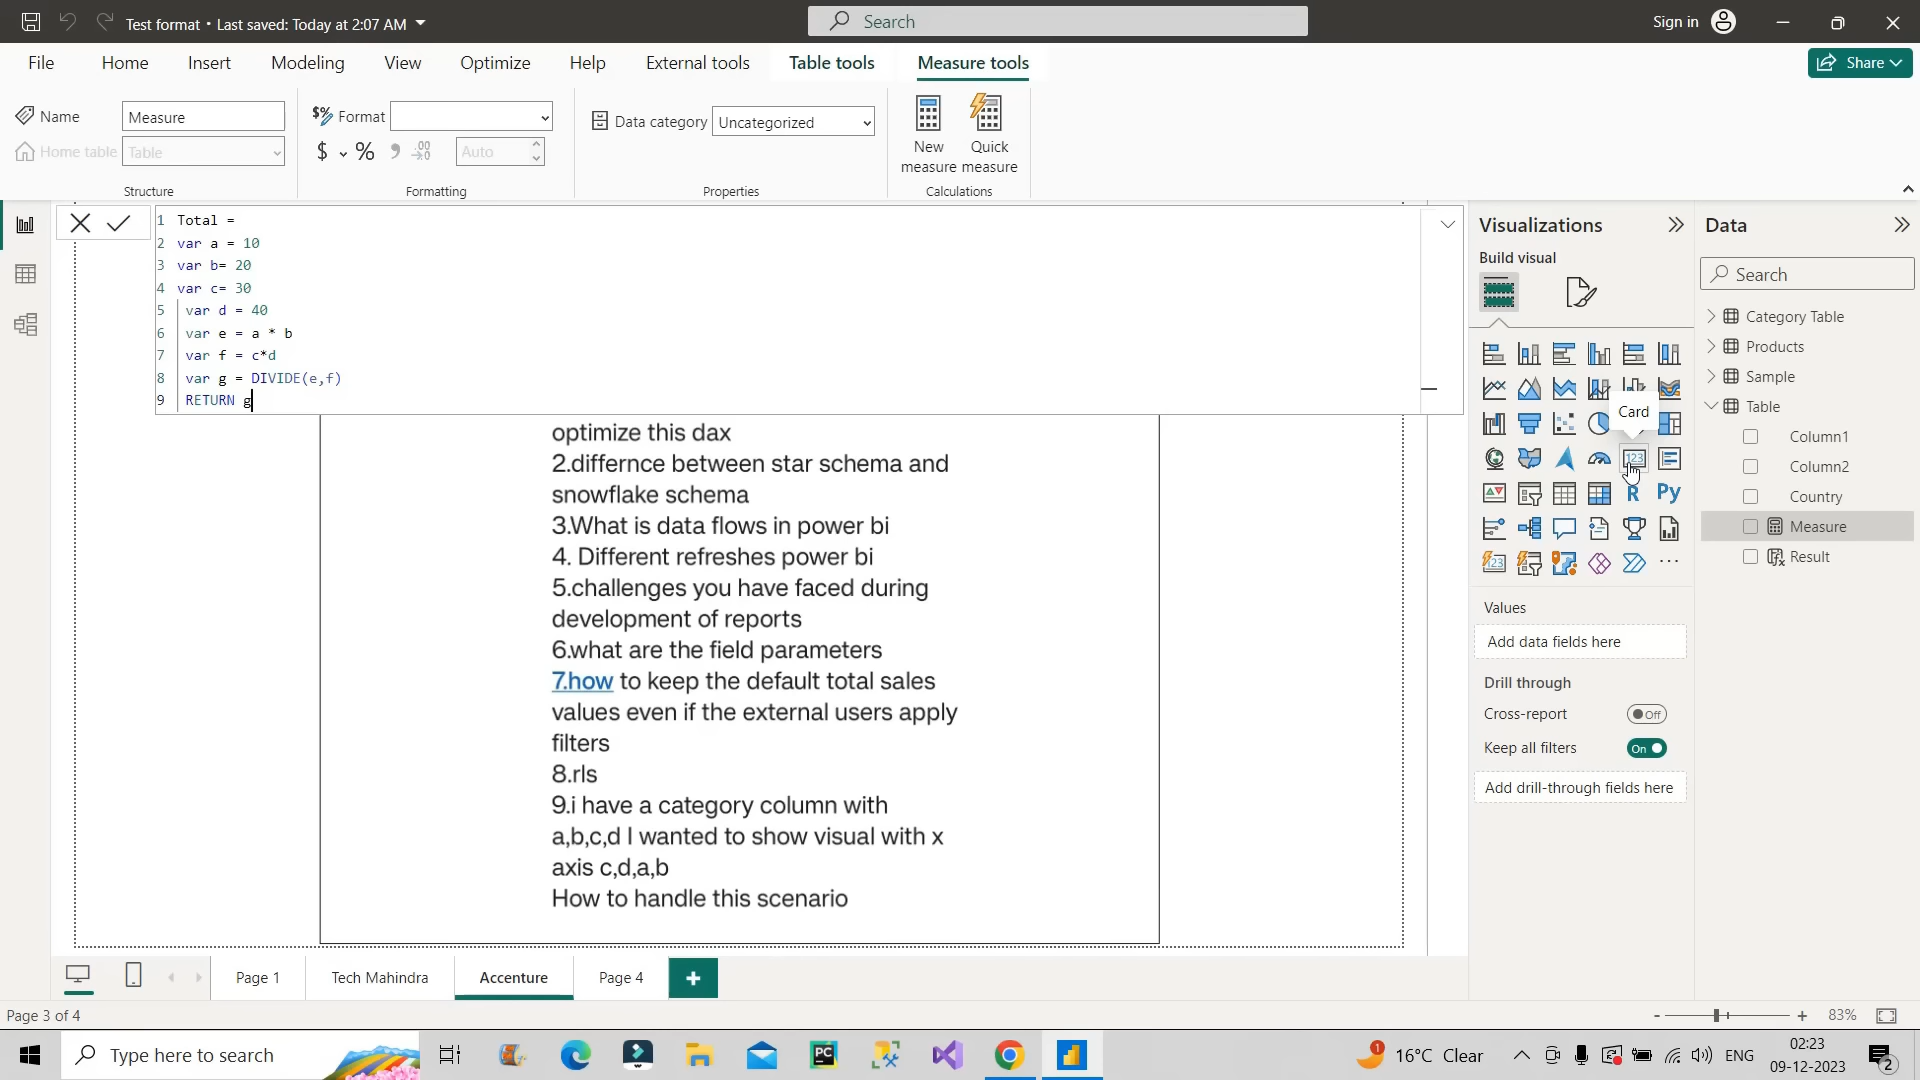 Test format • Last saved: Today at 2:07 AM
Search
Sign in
File
Home
Insert
Modeling
View
Optimize
Help
External tools
Table tools
Measure tools
Share
Name
Measure
Home table
Table
Structure
$% Format
$ % , .00
Auto
Formatting
Data category
Uncategorized
Properties
New measure
Quick measure
Calculations
1 Total =
2 var a = 10
3 var b= 20
4 var c= 30
5 var d = 40
6 var e = a * b
7 var f = c*d
8 var g = DIVIDE(e,f)
9 RETURN g
optimize this dax
2.differnce between star schema and
snowflake schema
3.What is data flows in power bi
4. Different refreshes power bi
5.challenges you have faced during
development of reports
6.what are the field parameters
7.how to keep the default total sales
values even if the external users apply
filters
8.rls
9.i have a category column with
a,b,c,d I wanted to show visual with x
axis c,d,a,b
How to handle this scenario
Visualizations
Build visual
Card
123
R
Py
123
...
Values
Add data fields here
Drill through
Cross-report
Off
Keep all filters
On
Add drill-through fields here
Data
Search
Category Table
Products
Sample
Table
Column1
Column2
Country
Measure
Result
Page 1
Tech Mahindra
Accenture
Page 4
+
Page 3 of 4
- + 83%
Type here to search
PC
1
16°C Clear
ENG
02:23
09-12-2023
2